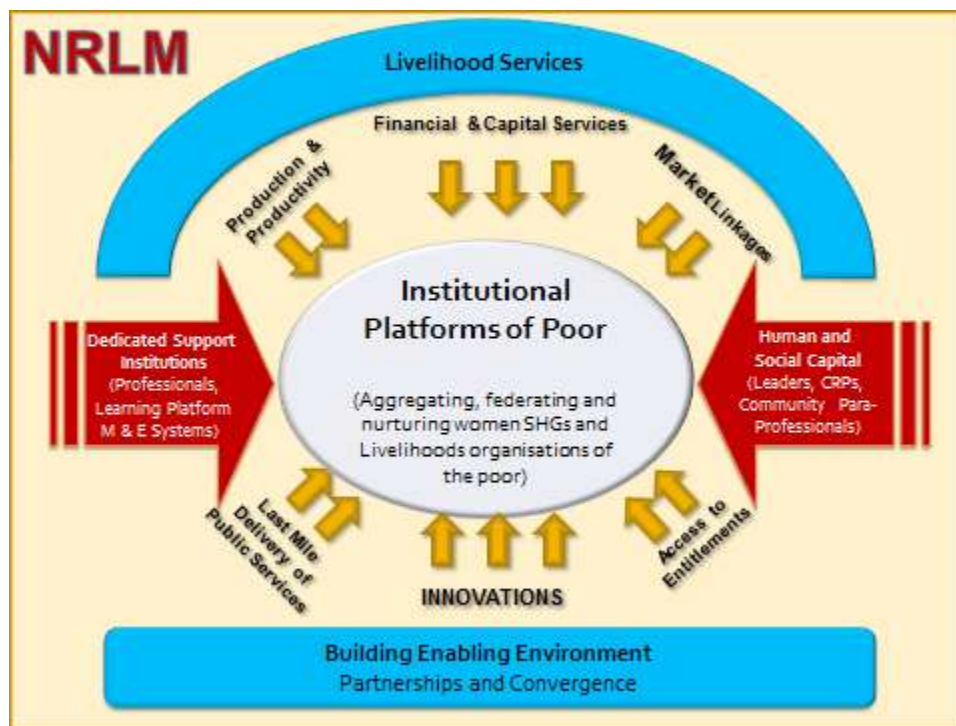 NRLM
Livelihood Services
Financial & Capital Services
Production &
Productivity
Market Linkages
Institutional
Platforms of Poor
(Aggregating, federating and
nurturing women SHGs and
Livelihoods organisations of
the poor)
Dedicated Support
Institutions
(Professionals,
Learning Platform
M & E Systems)
Human and
Social Capital
(Leaders, CRPs,
Community Para-
Professionals)
Last Mile
Delivery of
Public Services
INNOVATIONS
Access to
Entitlements
Building Enabling Environment
Partnerships and Convergence